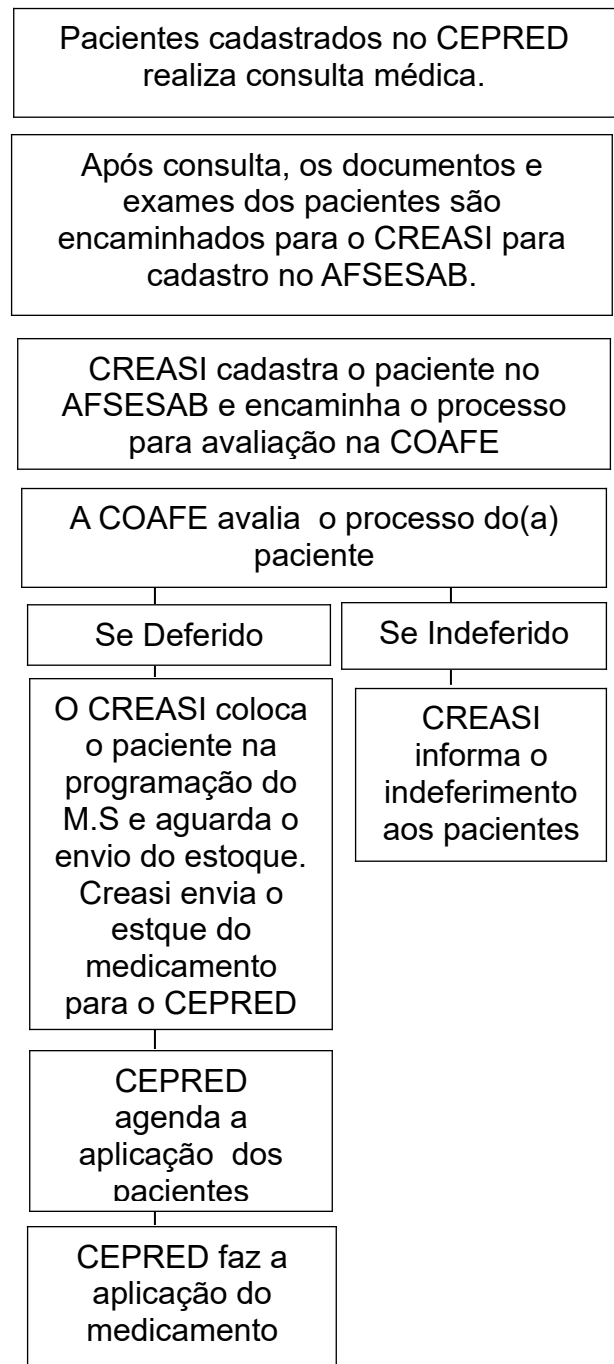 Pacientes cadastrados no CEPRED
realiza consulta médica.
Após consulta, os documentos e
exames dos pacientes são
encaminhados para o CREASI para
cadastro no AFSESAB.
CREASI cadastra o paciente no
AFSESAB e encaminha o processo
para avaliação na COAFE
A COAFE avalia o processo do(a)
paciente
Se Deferido
Se Indeferido
O CREASI coloca
o paciente na
programação do
M.S e aguarda o
envio do estoque.
Creasi envia o
estque do
medicamento
para o CEPRED
CREASI
informa o
indeferimento
aos pacientes
CEPRED
agenda a
aplicação dos
pacientes
CEPRED faz a
aplicação do
medicamento